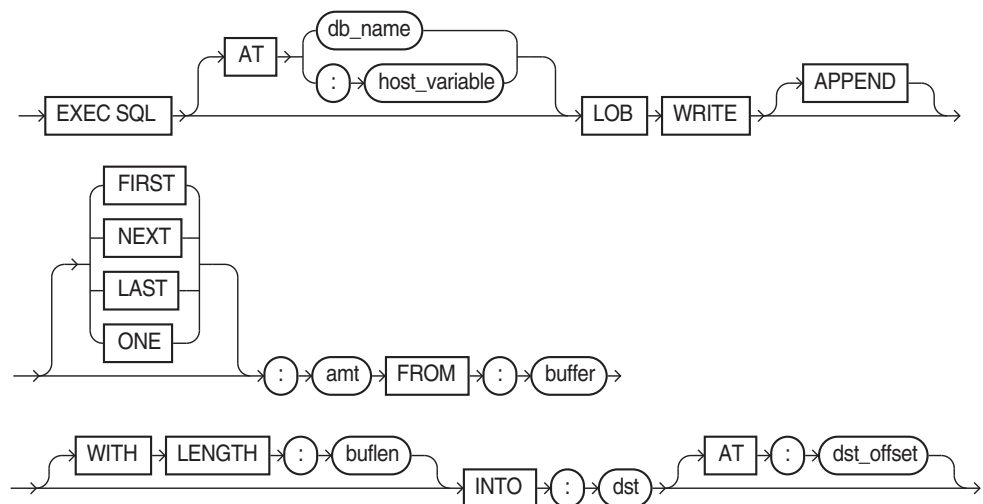 db_name
AT
: host_variable
EXEC SQL LOB WRITE APPEND
FIRST
NEXT
LAST
ONE
: amt FROM : buffer
WITH LENGTH : buflen AT : dst_offset
INTO : dst